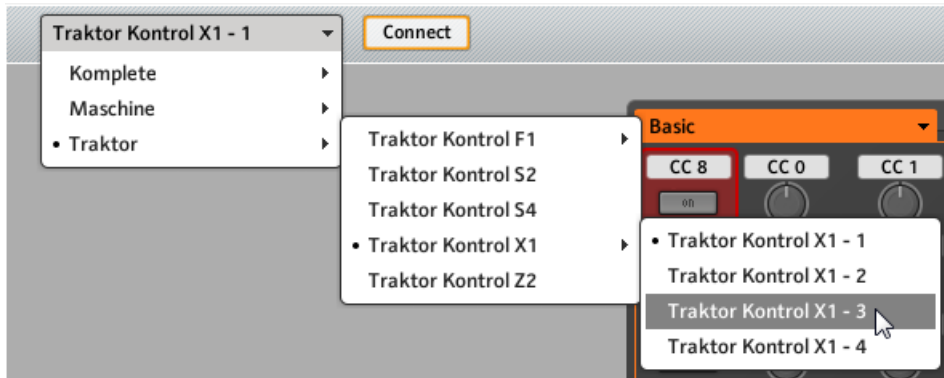 Traktor Kontrol X1 - 1
Connect
Komplete
Maschine
• Traktor
Traktor Kontrol F1
Traktor Kontrol S2
Traktor Kontrol S4
• Traktor Kontrol X1
Traktor Kontrol Z2
Basic
CC 8 CC 0 CC 1
on
• Traktor Kontrol X1 - 1
Traktor Kontrol X1 - 2
Traktor Kontrol X1 - 3
Traktor Kontrol X1 - 4